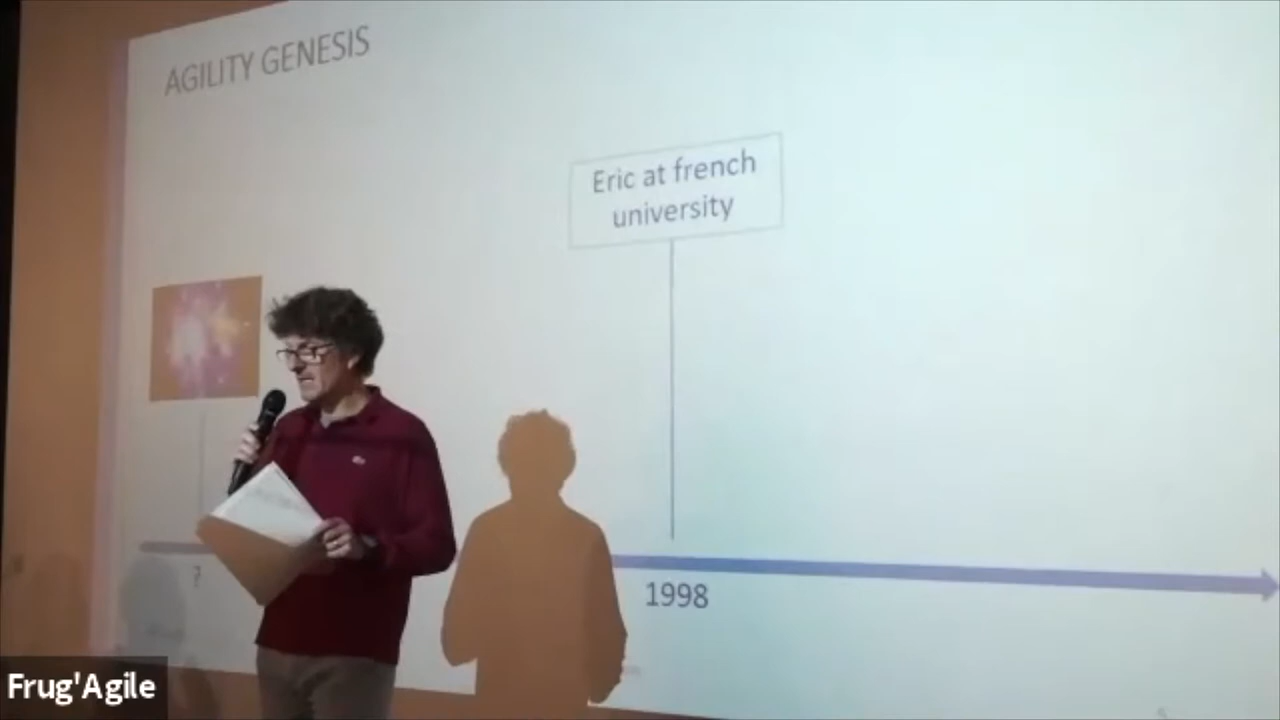 AGILITY GENESIS
Eric at french
university
?
1998
Frug'Agile